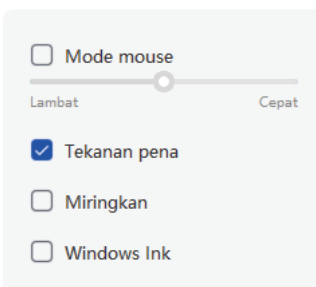 Mode mouse
Lambat Cepat
Tekanan pena
Miringkan
Windows Ink